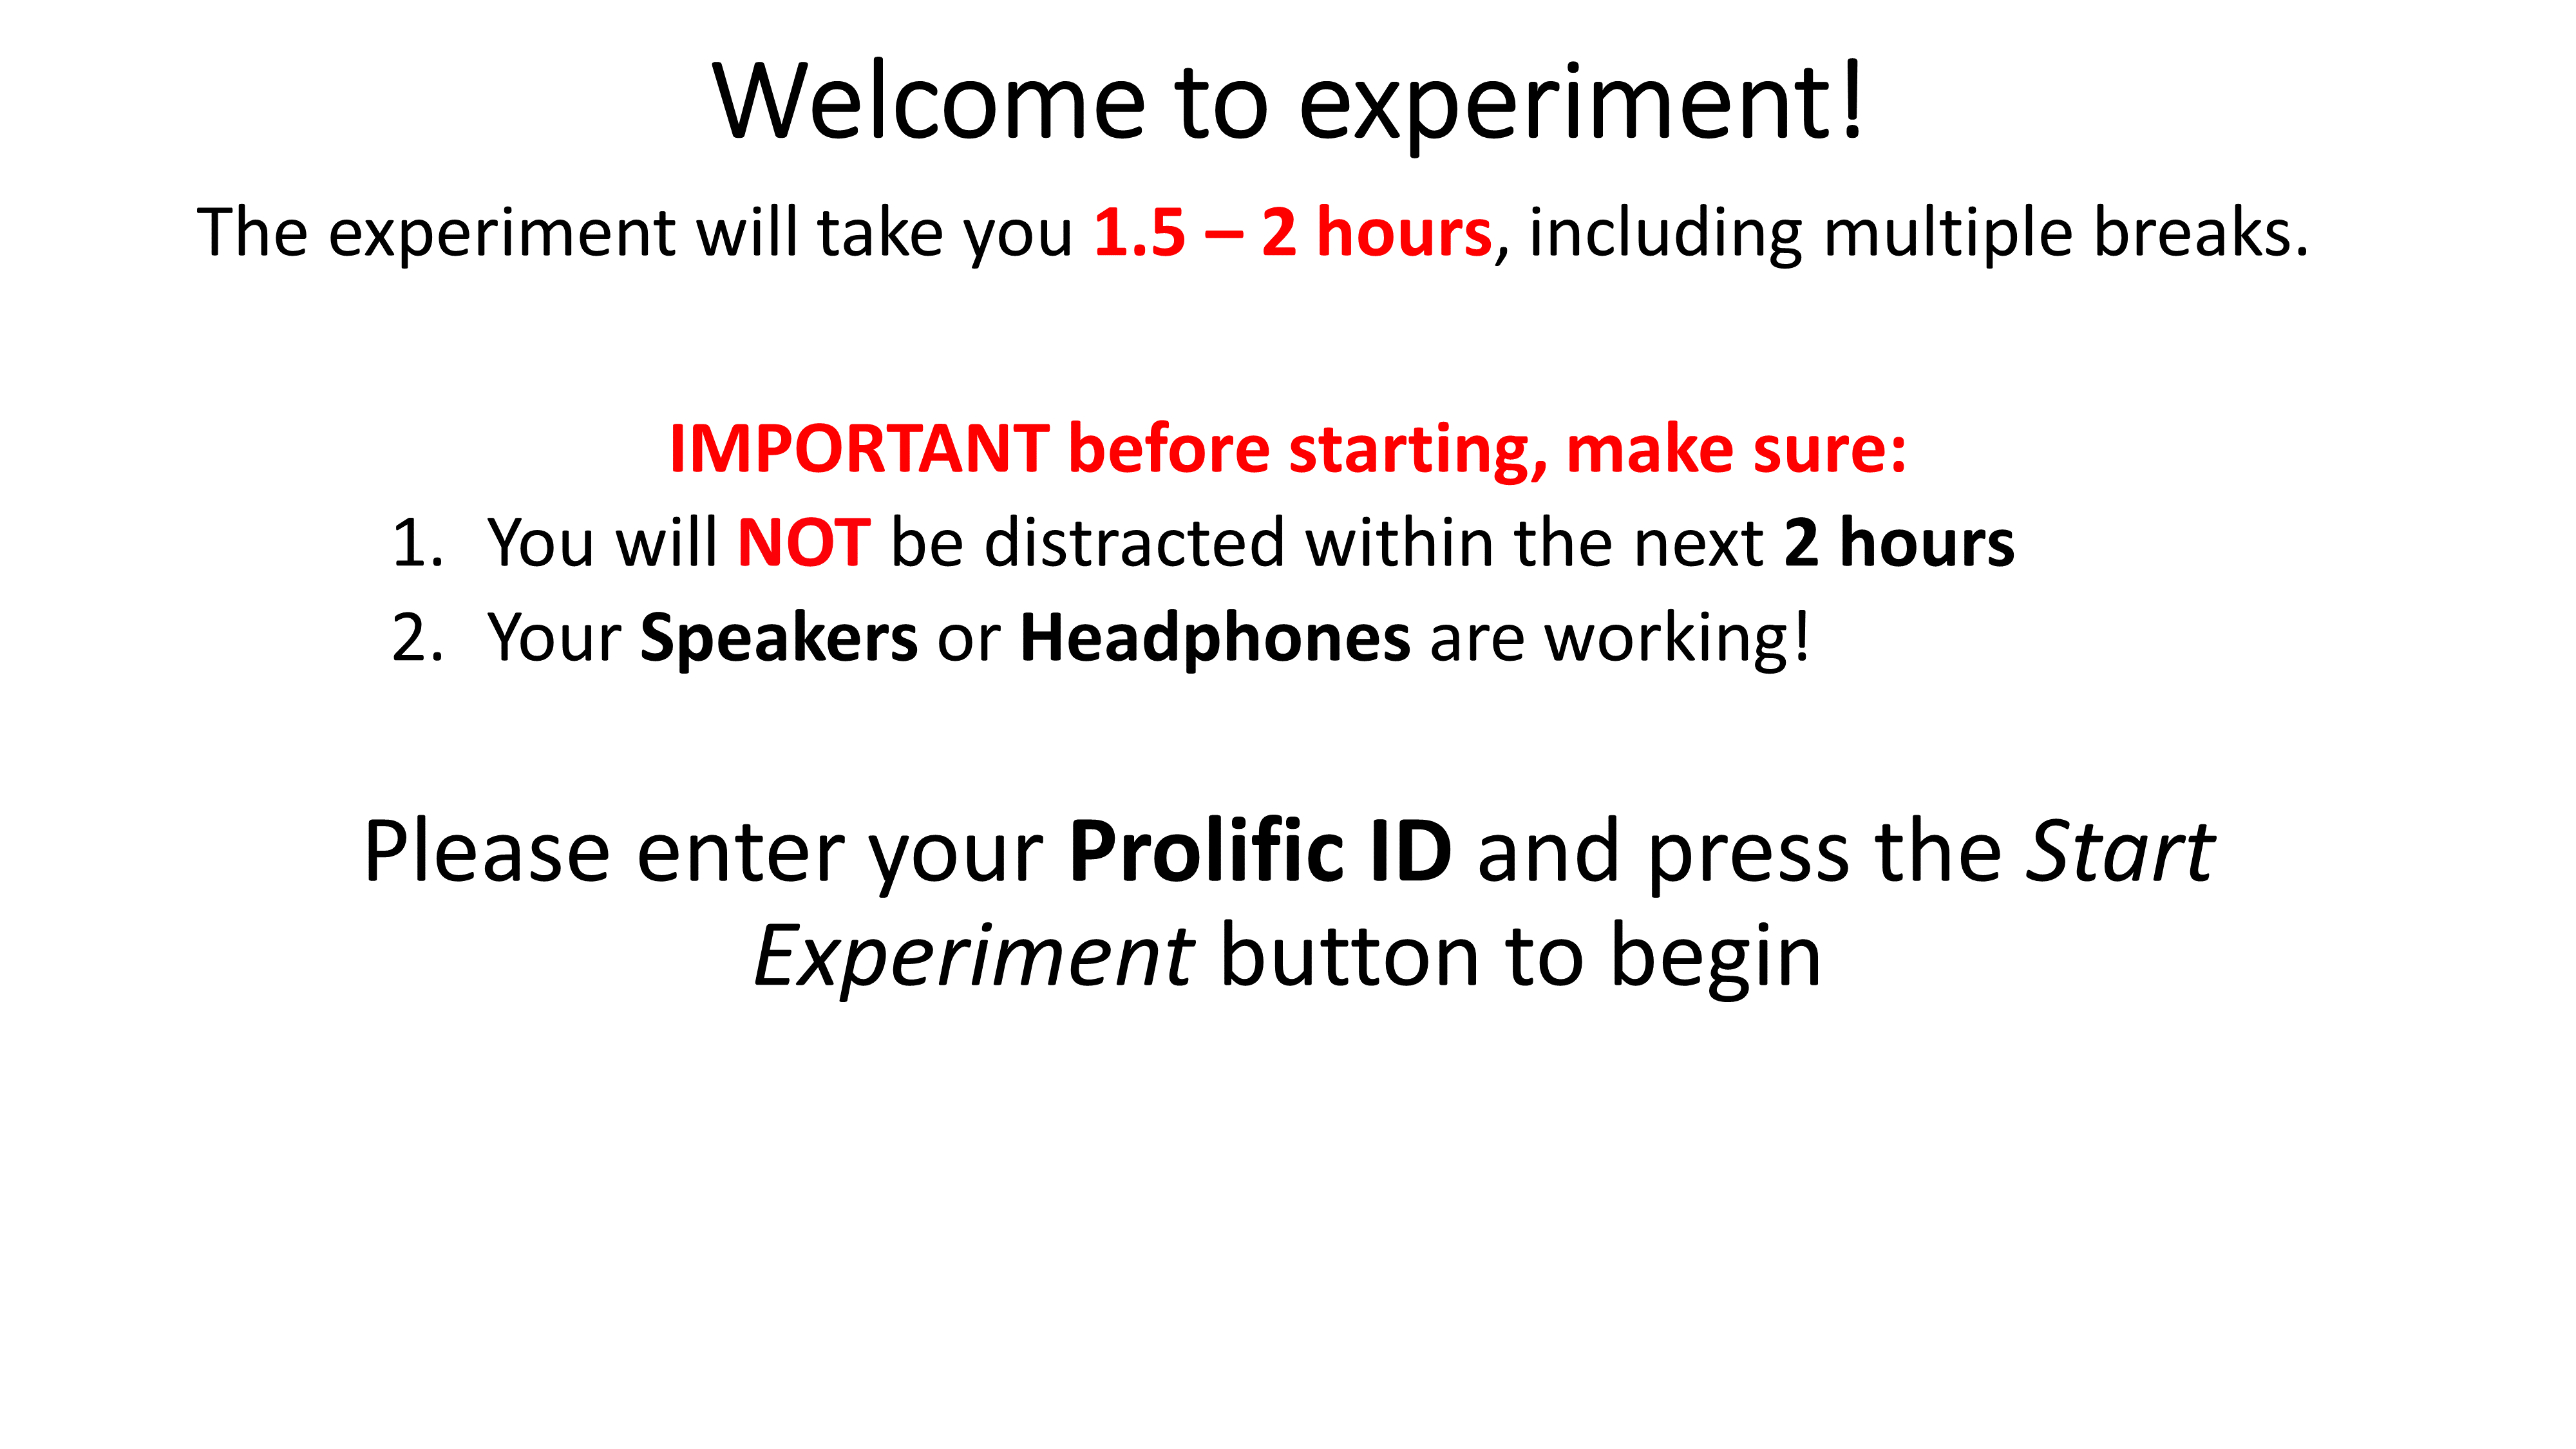 Welcome to experiment!
The experiment will take you 1.5 – 2 hours, including multiple breaks.
IMPORTANT before starting, make sure:
1. You will NOT be distracted within the next 2 hours
2. Your Speakers or Headphones are working!
Please enter your Prolific ID and press the Start
Experiment button to begin